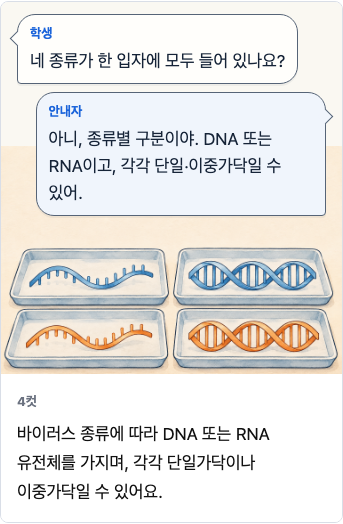 학생
네 종류가 한 입자에 모두 들어 있나요?
안내자
아니, 종류별 구분이야. DNA 또는
RNA이고, 각각 단일·이중가닥일 수
있어.
4컷
바이러스 종류에 따라 DNA 또는 RNA
유전체를 가지며, 각각 단일가닥이나
이중가닥일 수 있어요.